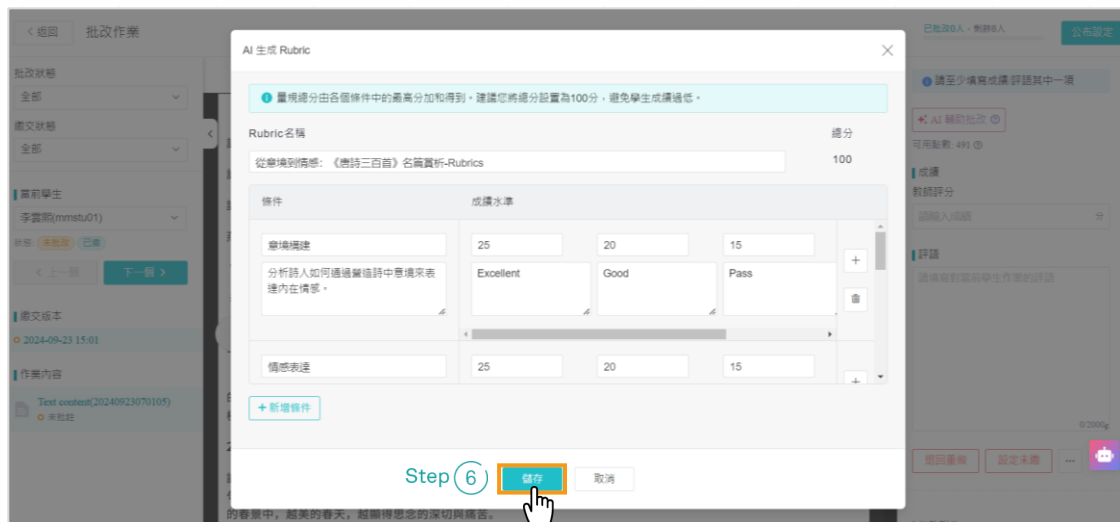 < 返回
批改作業
已批改0人,剩餘8人
公布設定
批改狀態
全部
繳交狀態
全部
當前學生
李雲熙(mmstu01)
狀態: 未批改 已繳
< 上一個
下一個 >
繳交版本
2024-09-23 15:01
作業內容
Text content(20240923070105)
未批註
AI 生成 Rubric
量規總分由各個條件中的最高分加和得到。建議您將總分設置為100分,避免學生成績過低。
Rubric名稱
總分
從意境到情感:《唐詩三百首》名篇賞析-Rubrics
100
條件
成績水準
意境構建
25
20
15
分析詩人如何通過營造詩中意境來表
達內在情感。
Excellent
Good
Pass
情感表達
25
20
15
+ 新增條件
Step 6
儲存
取消
的春景中,越美的春天,越顯得思念的深切與痛苦。
請至少填寫成績/評語其中一項
AI 輔助批改
可用點數: 491
成績
教師評分
請輸入成績
分
評語
請填寫對當前學生作業的評語
0/2000g
退回重做
設定未繳
...